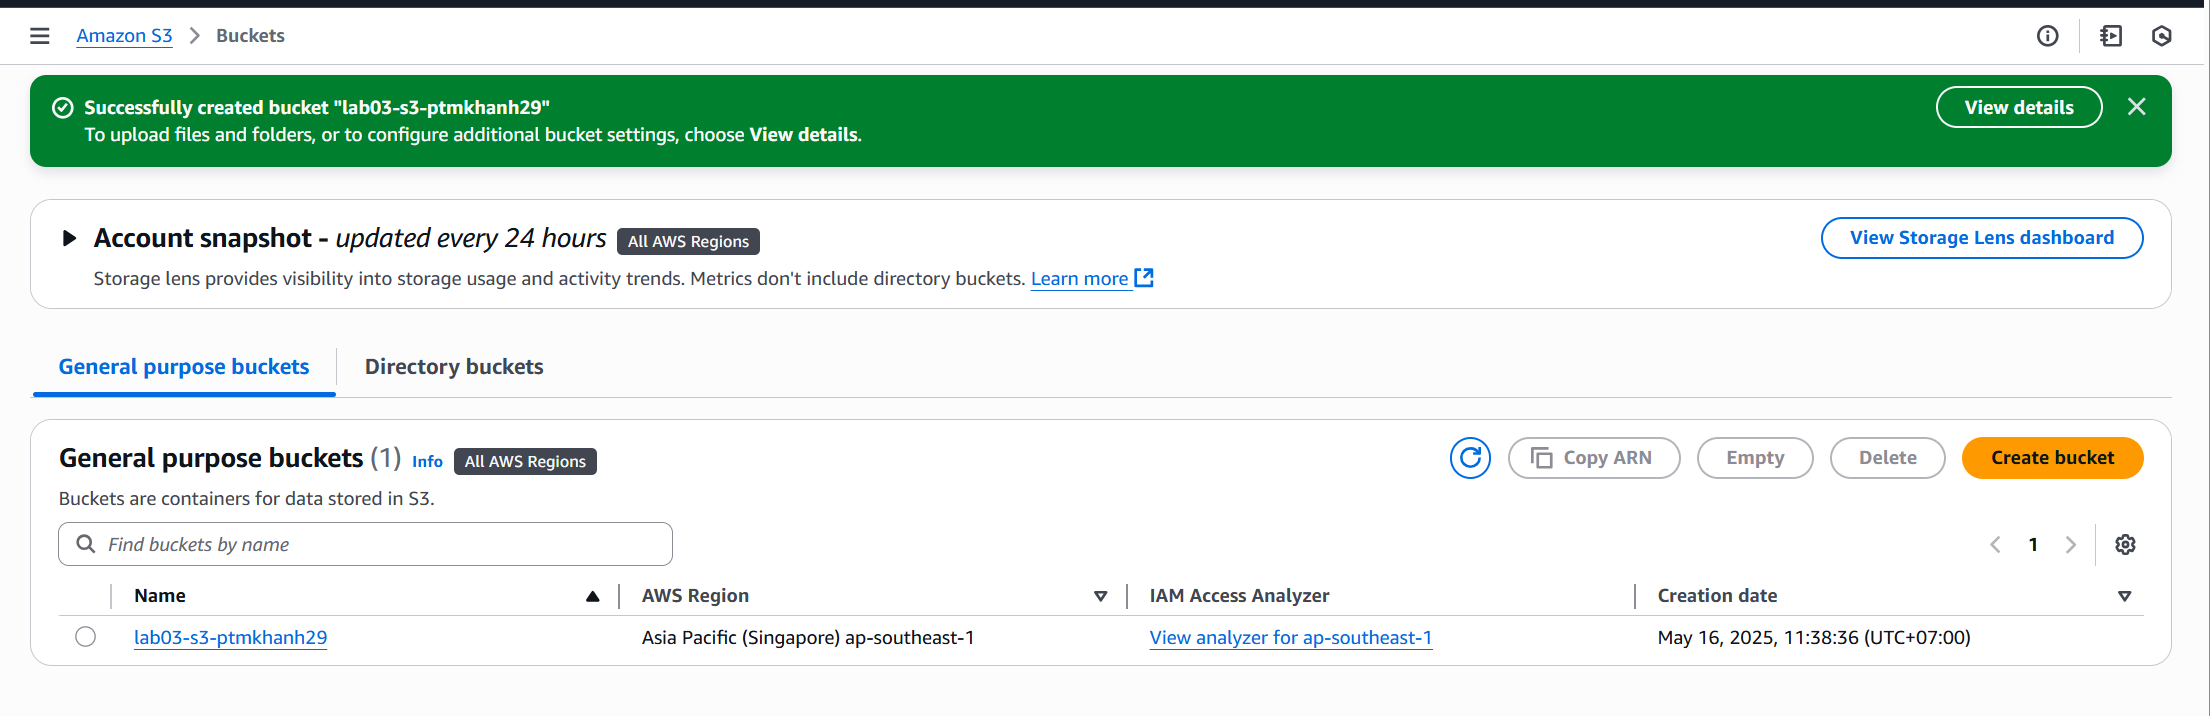 Amazon S3 > Buckets
Successfully created bucket "lab03-s3-ptmkhanh29"
To upload files and folders, or to configure additional bucket settings, choose View details.
View details
Account snapshot - updated every 24 hours All AWS Regions
View Storage Lens dashboard
Storage lens provides visibility into storage usage and activity trends. Metrics don't include directory buckets. Learn more
General purpose buckets Directory buckets
General purpose buckets (1) Info All AWS Regions
Copy ARN Empty Delete Create bucket
Buckets are containers for data stored in S3.
Find buckets by name
1
Name AWS Region IAM Access Analyzer Creation date
lab03-s3-ptmkhanh29 Asia Pacific (Singapore) ap-southeast-1 View analyzer for ap-southeast-1 May 16, 2025, 11:38:36 (UTC+07:00)